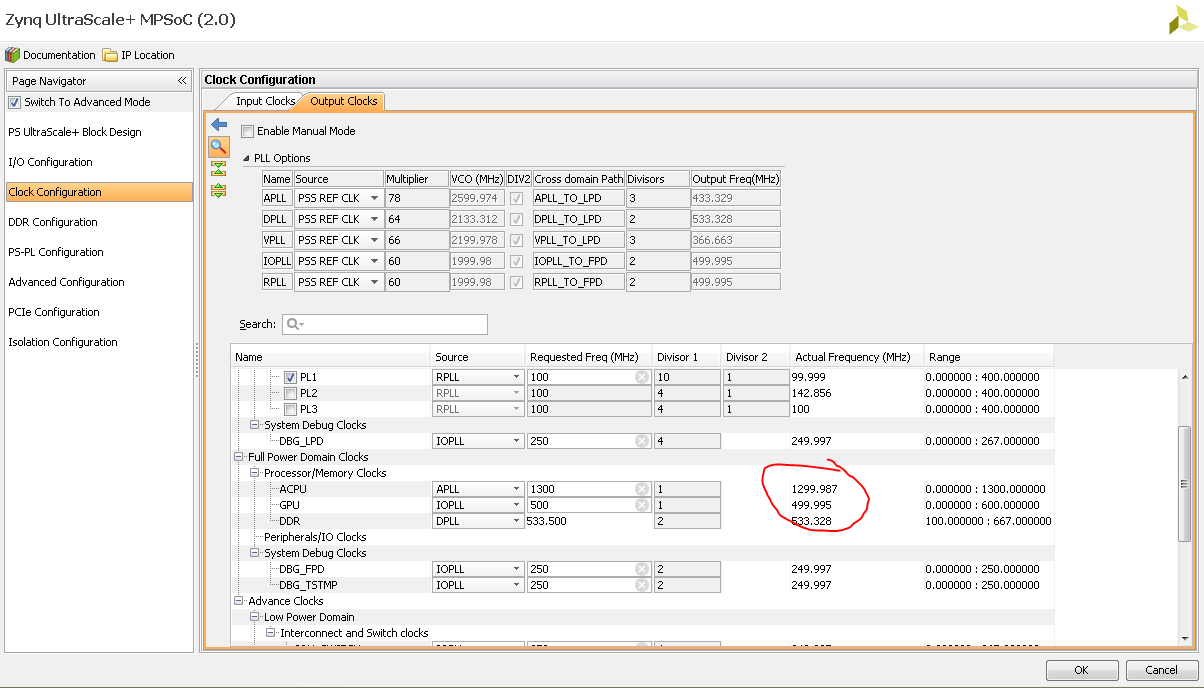 Zynq UltraScale+ MPSoC (2.0)
Documentation IP Location
Page Navigator «
Switch To Advanced Mode
PS UltraScale+ Block Design
I/O Configuration
Clock Configuration
DDR Configuration
PS-PL Configuration
Advanced Configuration
PCIe Configuration
Isolation Configuration
Clock Configuration
Input Clocks Output Clocks
Enable Manual Mode
PLL Options
Name Source Multiplier VCO (MHz) DIV2 Cross domain Path Divisors Output Freq(MHz)
APLL PSS REF CLK 78 2599.974 APLL_TO_LPD 3 433.329
DPLL PSS REF CLK 64 2133.312 DPLL_TO_LPD 2 533.328
VPLL PSS REF CLK 66 2199.978 VPLL_TO_LPD 3 366.663
IOPLL PSS REF CLK 60 1999.98 IOPLL_TO_FPD 2 499.995
RPLL PSS REF CLK 60 1999.98 RPLL_TO_FPD 2 499.995
Search:
Name Source Requested Freq (MHz) Divisor 1 Divisor 2 Actual Frequency (MHz) Range
PL1 RPLL 100 10 1 99.999 0.000000 : 400.000000
PL2 RPLL 100 4 1 142.856 0.000000 : 400.000000
PL3 RPLL 100 4 1 100 0.000000 : 400.000000
System Debug Clocks
DBG_LPD IOPLL 250 4 249.997 0.000000 : 267.000000
Full Power Domain Clocks
Processor/Memory Clocks
ACPU APLL 1300 1 1299.987 0.000000 : 1300.000000
GPU IOPLL 500 1 499.995 0.000000 : 600.000000
DDR DPLL 533.500 2 533.328 100.000000 : 667.000000
Peripherals/IO Clocks
System Debug Clocks
DBG_FPD IOPLL 250 2 249.997 0.000000 : 250.000000
DBG_TSTMP IOPLL 250 2 249.997 0.000000 : 250.000000
Advance Clocks
Low Power Domain
Interconnect and Switch clocks
OK Cancel